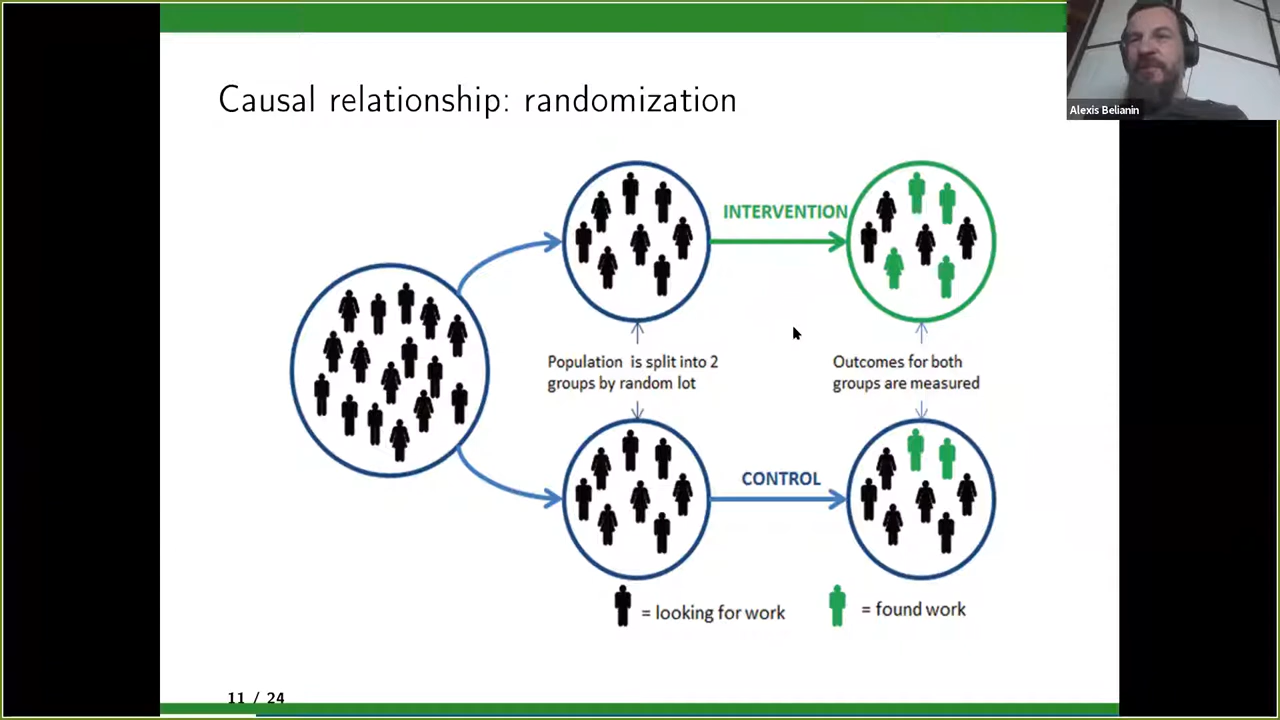 Causal relationship: randomization
Alexis Belianin
INTERVENTION
Population is split into 2
groups by random lot
Outcomes for both
groups are measured
CONTROL
= looking for work
= found work
11 / 24